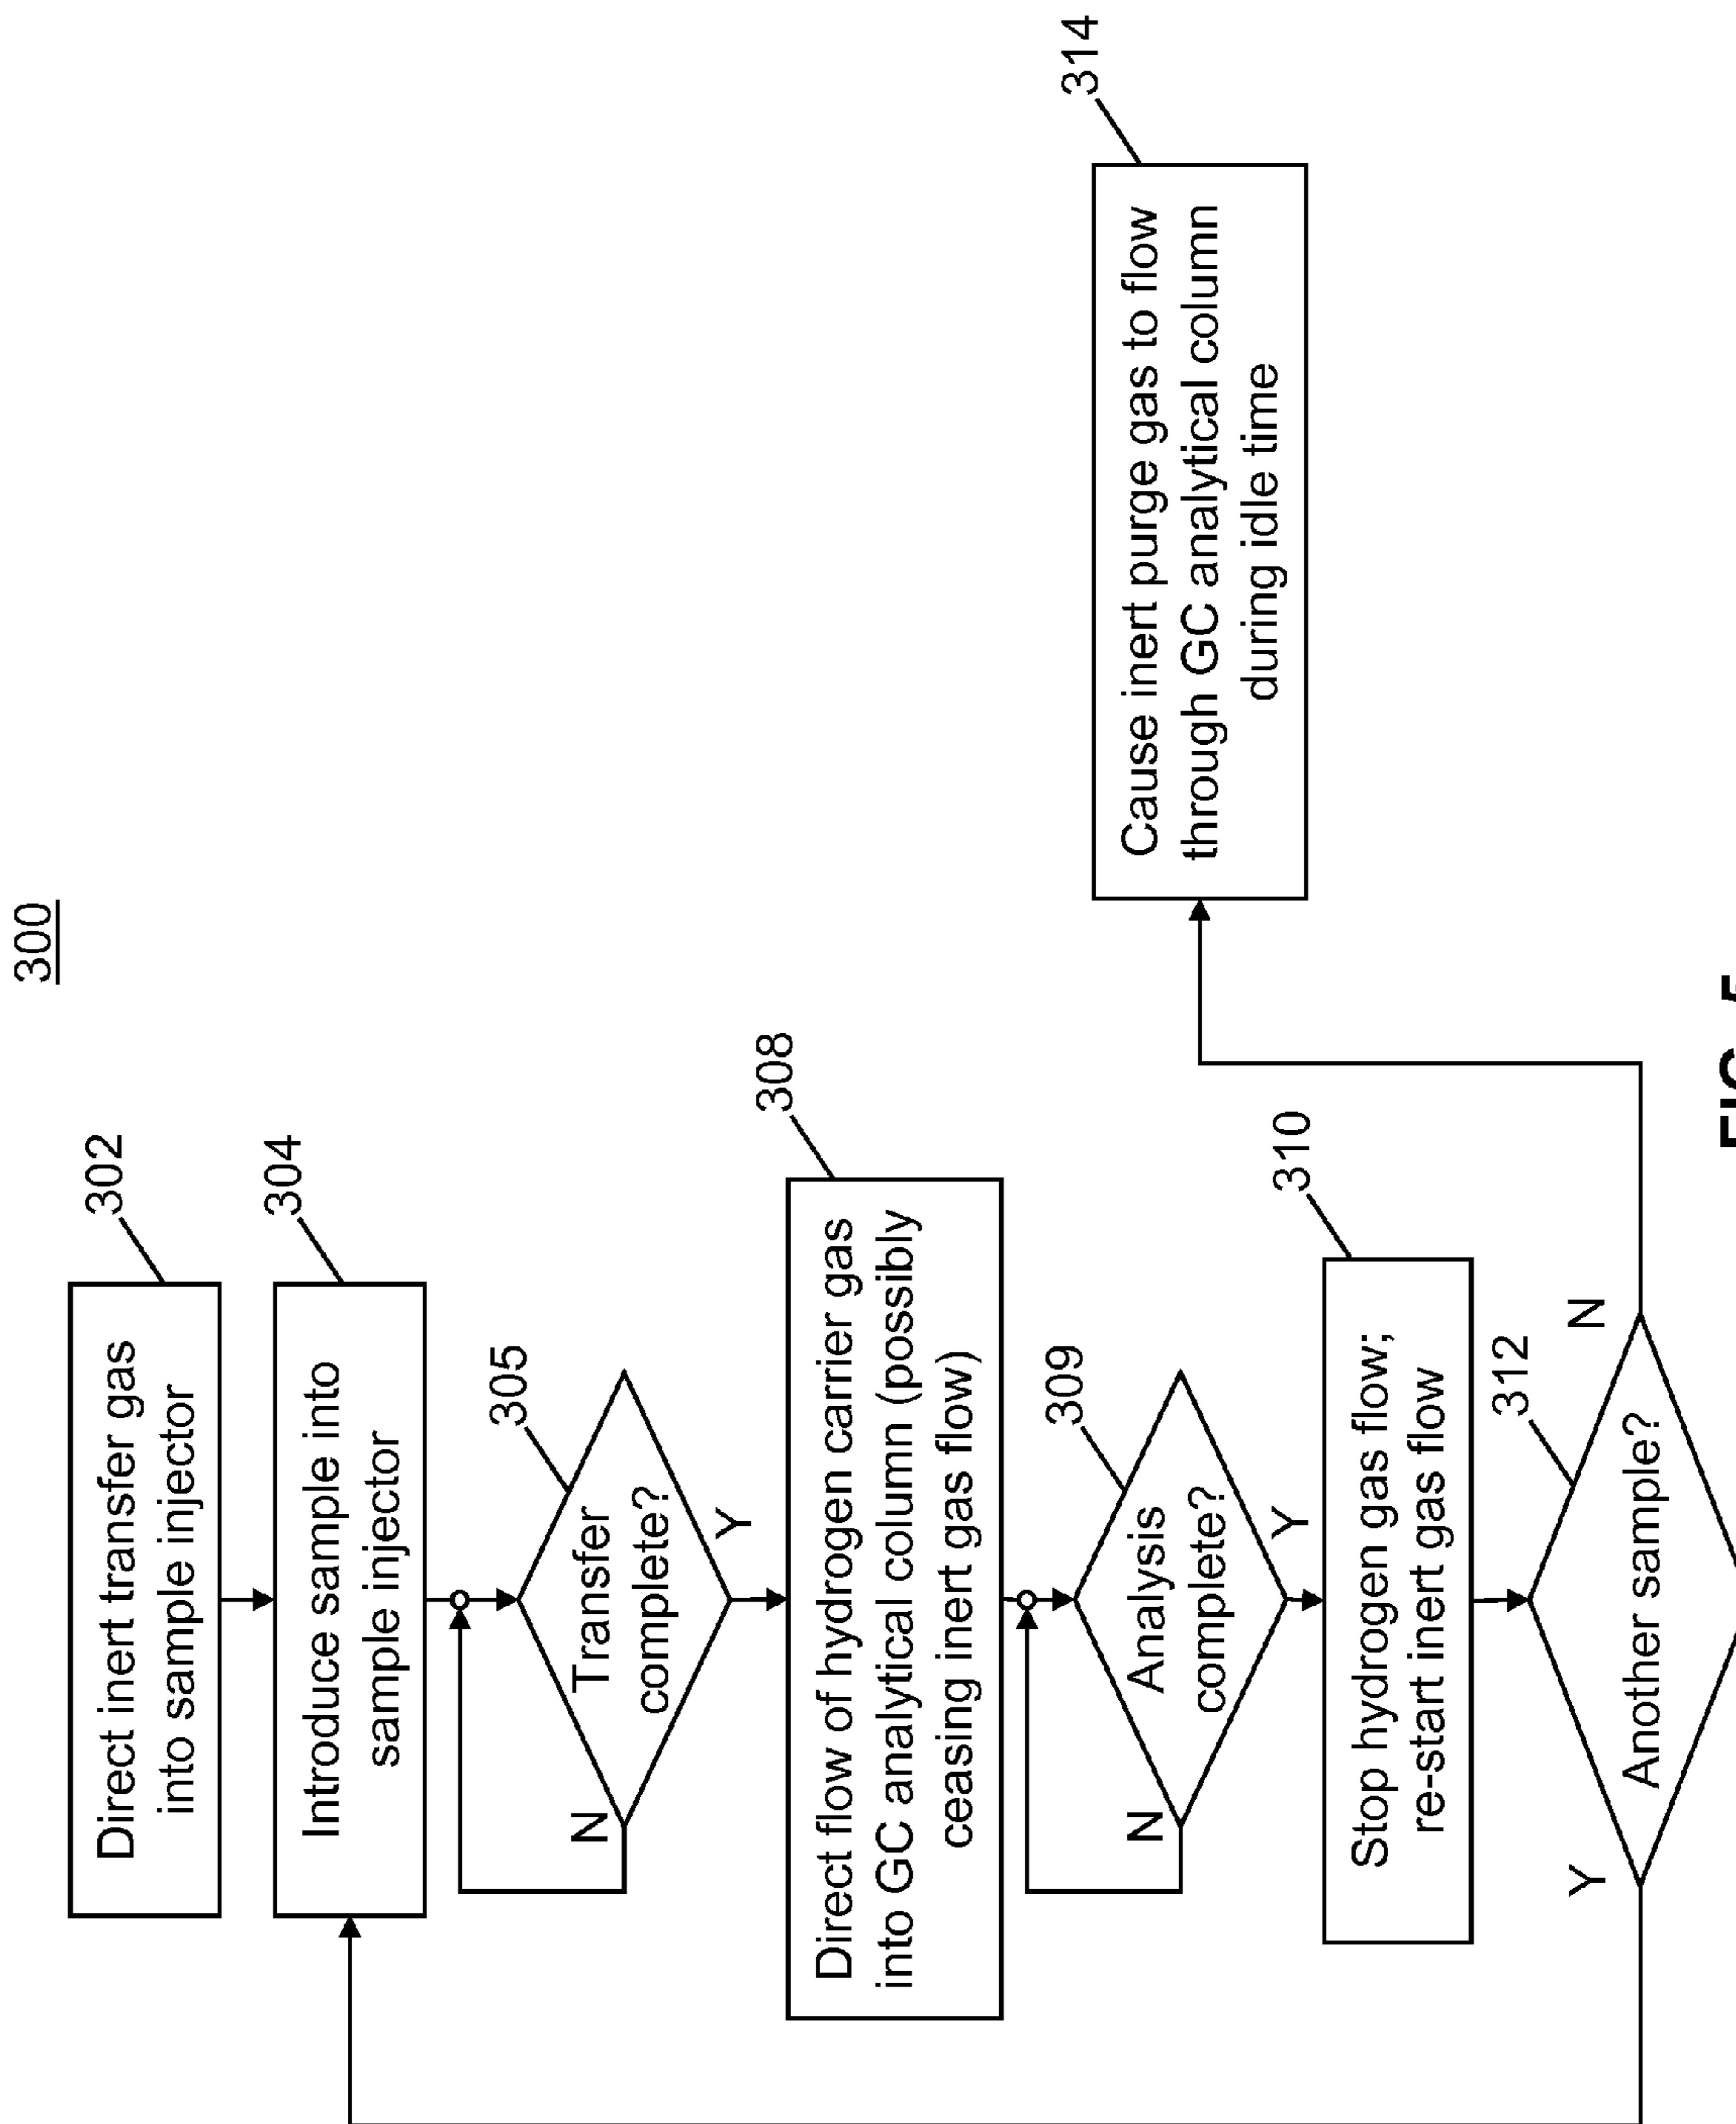 300
302
Direct inert transfer gas
into sample injector
304
Introduce sample into
sample injector
305
Transfer
complete?
N
Y
308
Direct flow of hydrogen carrier gas
into GC analytical column (possibly
ceasing inert gas flow)
309
Analysis
complete?
N
Y
310
Stop hydrogen gas flow;
re-start inert gas flow
312
Another sample?
Y
N
314
Cause inert purge gas to flow
through GC analytical column
during idle time